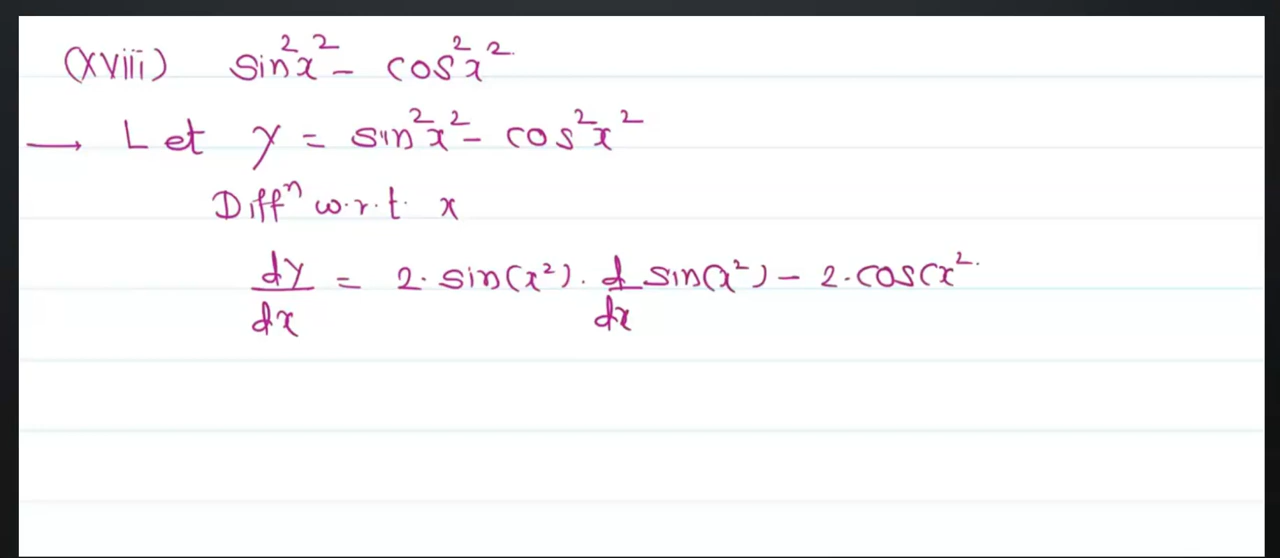 (xviii) sin²x² - cos²x².
→ Let y = sin²x² - cos²x²
Diffⁿ w.r.t. x
dy/dx = 2·sin(x²)·d/dx sin(x²) - 2·cos(x².